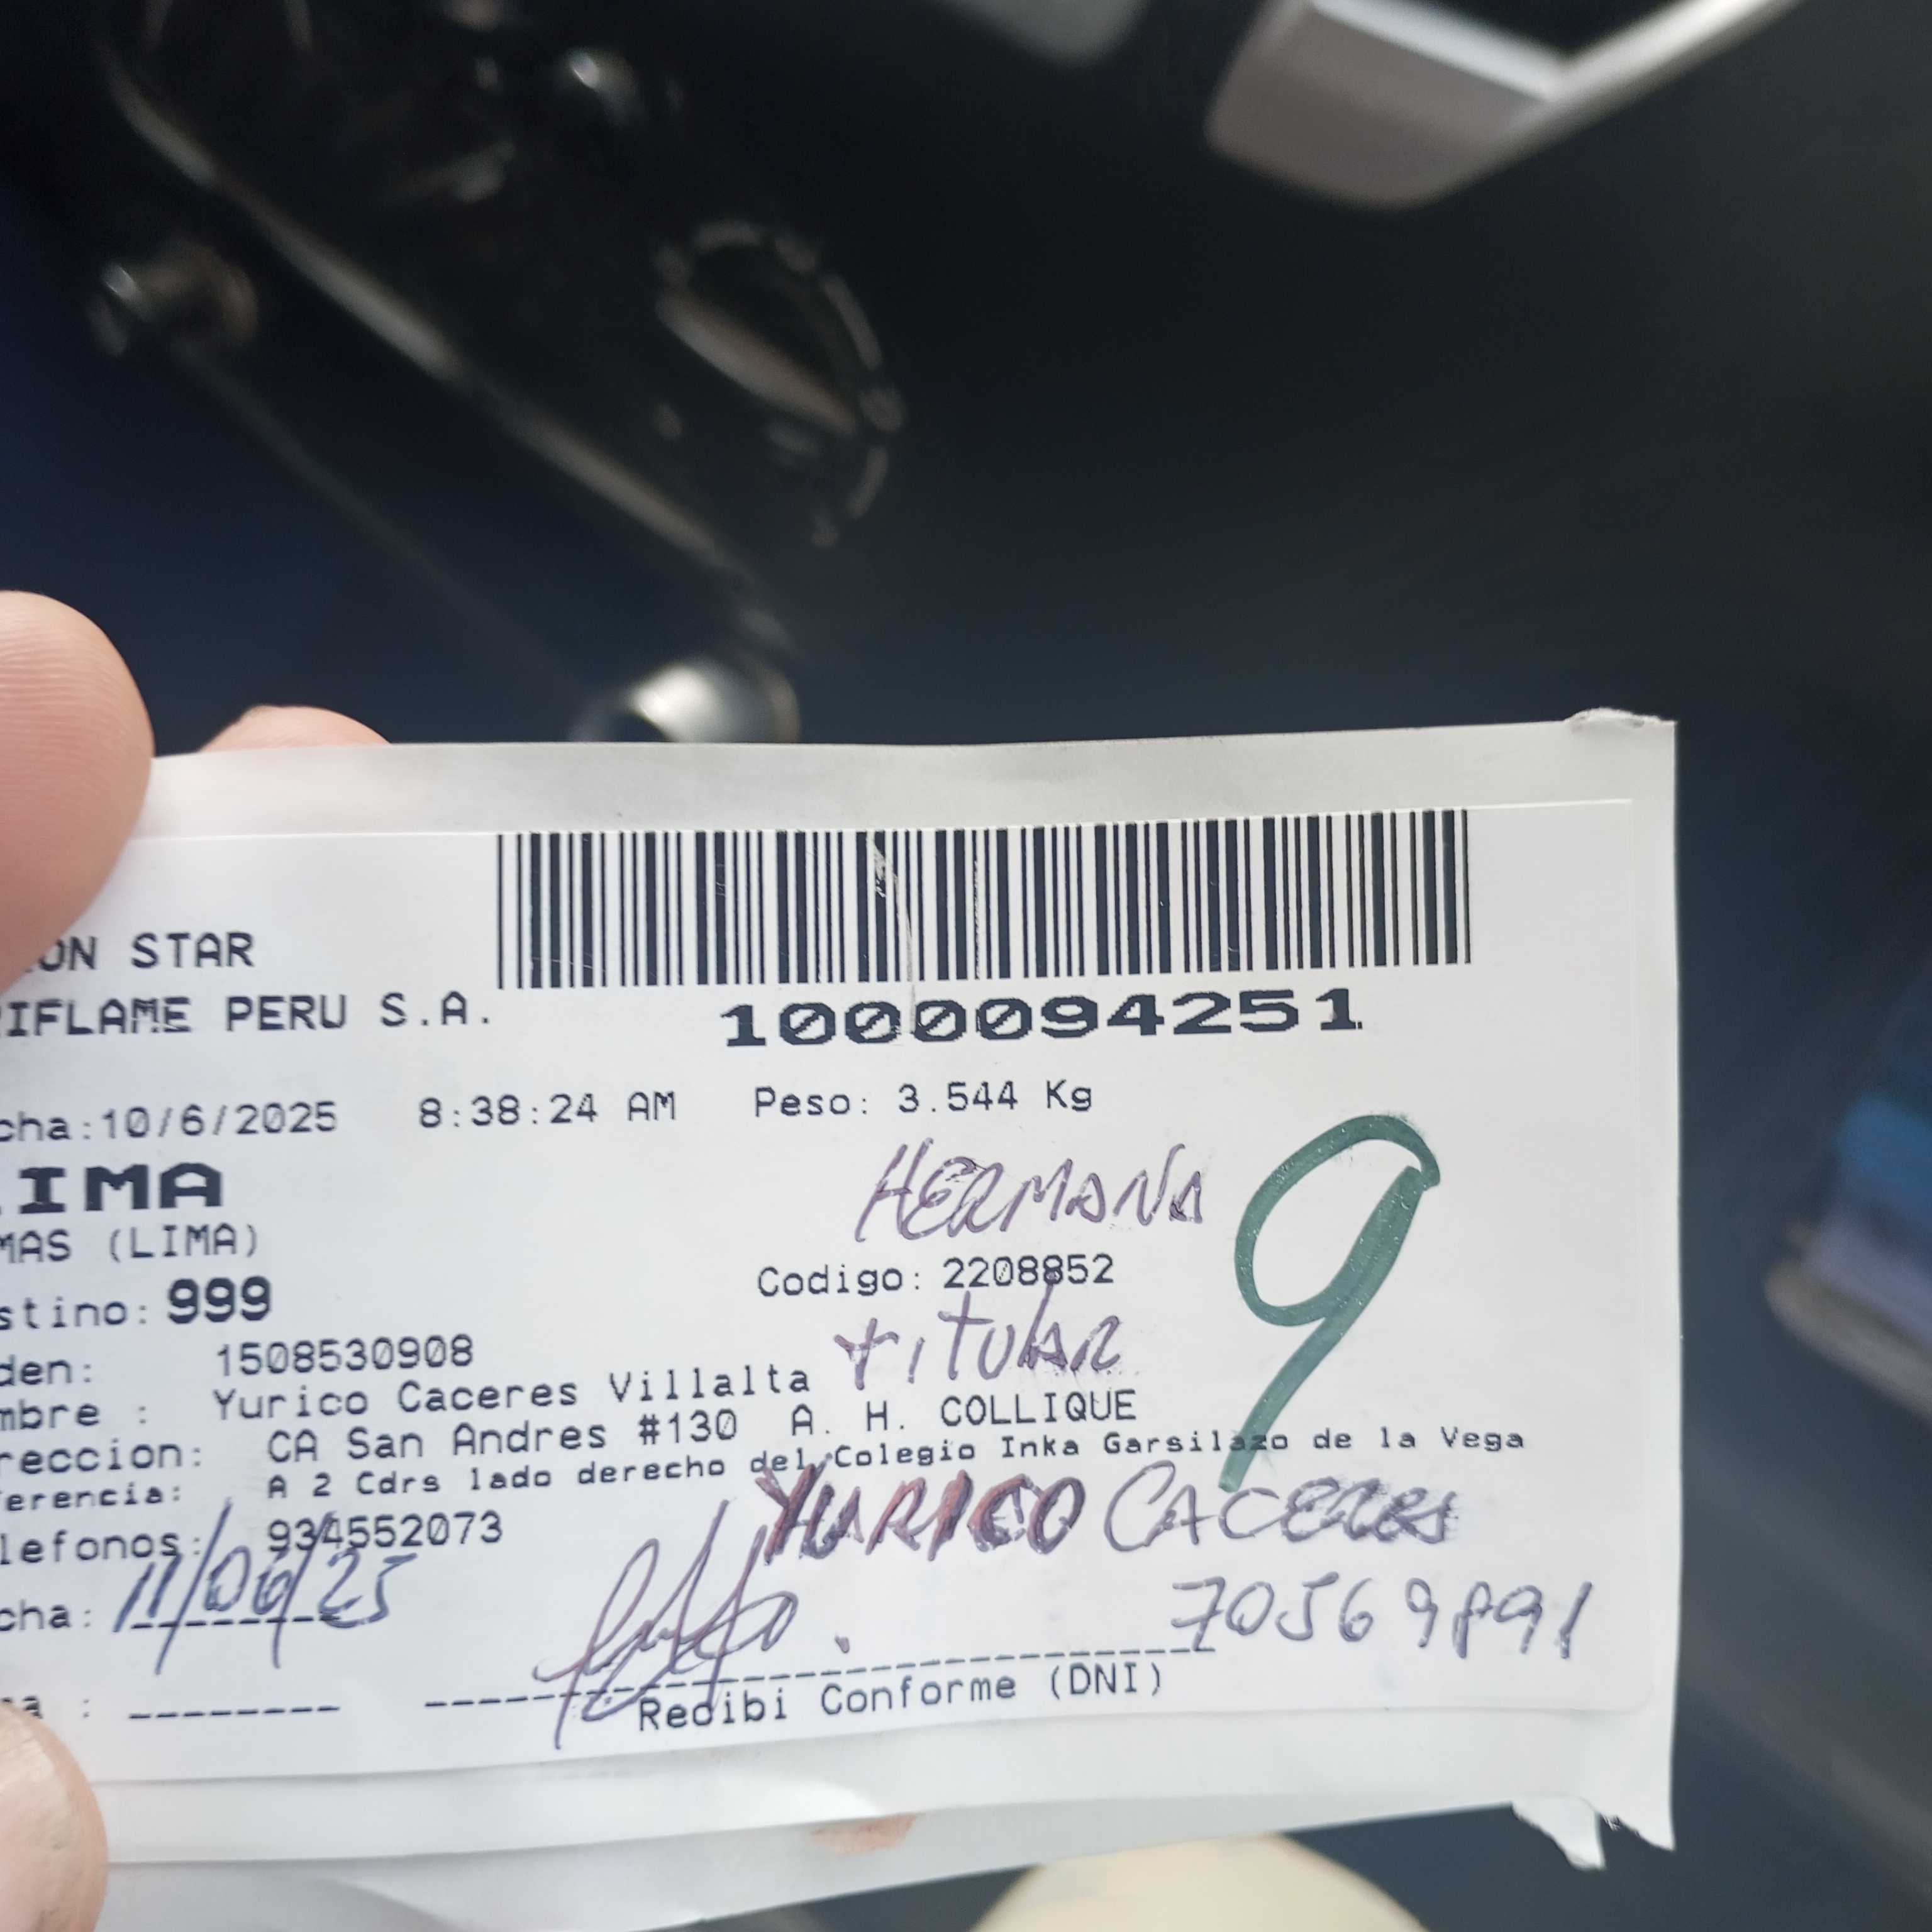 ON STAR
RIFLAME PERU S.A.
1000094251
cha:10/6/2025 8:38:24 AM Peso: 3.544 Kg
IMA
MAS (LIMA)
HERMANA
9
stino: 999
Codigo: 2208852
den: 1508530908
TITULAR
mbre : Yurico Caceres Villalta
reccion: CA San Andres #130 A. H. COLLIQUE
erencia: A 2 Cdrs lado derecho del Colegio Inka Garsilazo de la Vega
lefonos: 934552073
YURICO CACERES
cha: 11/06/25
70569891
a :
Recibi Conforme (DNI)